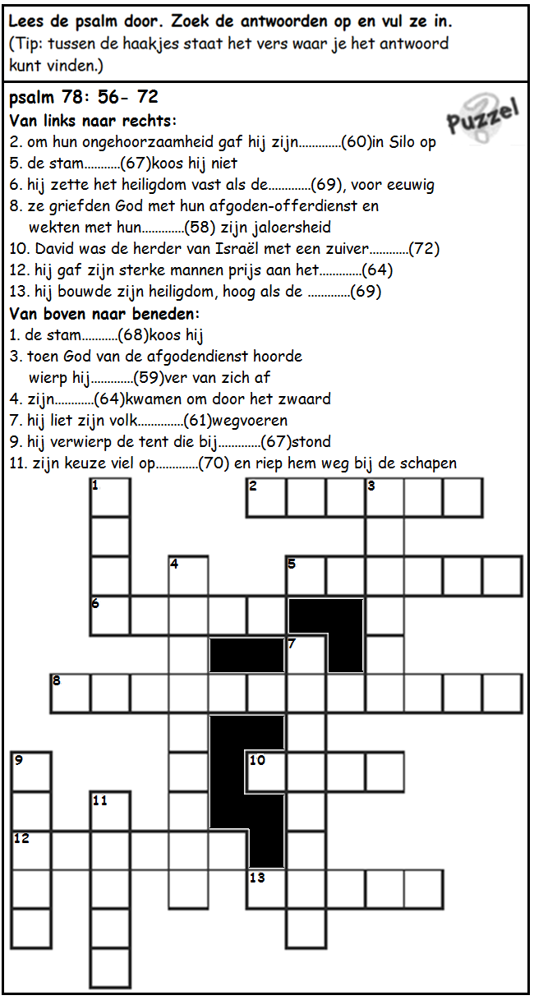 Lees de psalm door. Zoek de antwoorden op en vul ze in.
(Tip: tussen de haakjes staat het vers waar je het antwoord
kunt vinden.)
psalm 78: 56- 72
Puzzel
?
Van links naar rechts:
2. om hun ongehoorzaamheid gaf hij zijn.............(60)in Silo op
5. de stam...........(67)koos hij niet
6. hij zette het heiligdom vast als de.............(69), voor eeuwig
8. ze griefden God met hun afgoden-offerdienst en
wekten met hun.............(58) zijn jaloersheid
10. David was de herder van Israël met een zuiver............(72)
12. hij gaf zijn sterke mannen prijs aan het.............(64)
13. hij bouwde zijn heiligdom, hoog als de .............(69)
Van boven naar beneden:
1. de stam...........(68)koos hij
3. toen God van de afgodendienst hoorde
wierp hij.............(59)ver van zich af
4. zijn............(64)kwamen om door het zwaard
7. hij liet zijn volk..............(61)wegvoeren
9. hij verwierp de tent die bij.............(67)stond
11. zijn keuze viel op.............(70) en riep hem weg bij de schapen
1 2 3
4 5
6
7
8
9 10
11
12
13